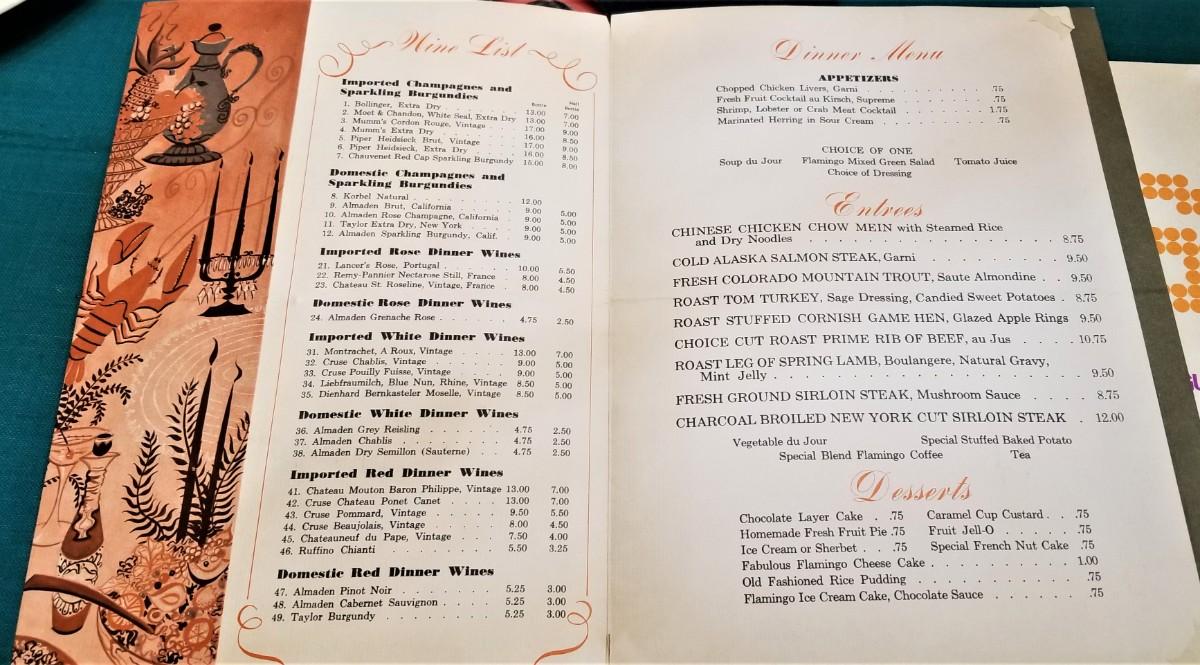 Wine List
Imported Champagnes and
Sparkling Burgundies
Bottle Half Bottle
1. Bollinger, Extra Dry . . . . . . 13.00 7.00
2. Moet & Chandon, White Seal, Extra Dry 13.00 7.00
3. Mumm's Cordon Rouge, Vintage . . 17.00 9.00
4. Mumm's Extra Dry . . . . 16.00 8.50
5. Piper Heidsieck Brut, Vintage . . 17.00 9.00
6. Piper Heidsieck, Extra Dry . . 16.00 8.50
7. Chauvenet Red Cap Sparkling Burgundy 15.00 8.00
Domestic Champagnes and
Sparkling Burgundies
8. Korbel Natural . . . . . . 12.00
9. Almaden Brut, California . . . 9.00 5.00
10. Almaden Rose Champagne, California . 9.00 5.00
11. Taylor Extra Dry, New York . . . 9.00 5.00
12. Almaden Sparkling Burgundy, Calif. . 9.00 5.00
Imported Rose Dinner Wines
21. Lancer's Rose, Portugal . . . . 10.00 5.50
22. Remy-Pannier Nectarose Still, France . 8.00 4.50
23. Chateau St. Roseline, Vintage, France . 8.00 4.50
Domestic Rose Dinner Wines
24. Almaden Grenache Rose . . . . . 4.75 2.50
Imported White Dinner Wines
31. Montrachet, A Roux, Vintage . . . 13.00 7.00
32. Cruse Chablis, Vintage . . . . 9.00 5.00
33. Cruse Pouilly Fuisse, Vintage . . . 9.00 5.00
34. Liebfraumilch, Blue Nun, Rhine, Vintage 8.50 5.00
35. Dienhard Bernkasteler Moselle, Vintage 8.50 5.00
Domestic White Dinner Wines
36. Almaden Grey Reisling . . . . . 4.75 2.50
37. Almaden Chablis . . . . . . 4.75 2.50
38. Almaden Dry Semillon (Sauterne) . . 4.75 2.50
Imported Red Dinner Wines
41. Chateau Mouton Baron Philippe, Vintage 13.00 7.00
42. Cruse Chateau Ponet Canet . . . . 13.00 7.00
43. Cruse Pommard, Vintage . . . . 9.50 5.50
44. Cruse Beaujolais, Vintage . . . . 8.00 4.50
45. Chateauneuf du Pape, Vintage . . . 7.50 4.00
46. Ruffino Chianti . . . . . . . 5.50 3.25
Domestic Red Dinner Wines
47. Almaden Pinot Noir . . . . . . 5.25 3.00
48. Almaden Cabernet Sauvignon . . . . 5.25 3.00
49. Taylor Burgundy . . . . . . . 5.25 3.00
Dinner Menu
APPETIZERS
Chopped Chicken Livers, Garni . . . . . . . . . .75
Fresh Fruit Cocktail au Kirsch, Supreme . . . . . . .75
Shrimp, Lobster or Crab Meat Cocktail . . . . . . 1.75
Marinated Herring in Sour Cream . . . . . . . . .75
CHOICE OF ONE
Soup du Jour Flamingo Mixed Green Salad Tomato Juice
Choice of Dressing
Entrees
CHINESE CHICKEN CHOW MEIN with Steamed Rice
and Dry Noodles . . . . . . . . . . . . . . . . 8.75
COLD ALASKA SALMON STEAK, Garni . . . . . . . . . 9.50
FRESH COLORADO MOUNTAIN TROUT, Saute Almondine . . 9.50
ROAST TOM TURKEY, Sage Dressing, Candied Sweet Potatoes . 8.75
ROAST STUFFED CORNISH GAME HEN, Glazed Apple Rings 9.50
CHOICE CUT ROAST PRIME RIB OF BEEF, au Jus . . . . 10.75
ROAST LEG OF SPRING LAMB, Boulangere, Natural Gravy,
Mint Jelly . . . . . . . . . . . . . . . . . . . 9.50
FRESH GROUND SIRLOIN STEAK, Mushroom Sauce . . . . 8.75
CHARCOAL BROILED NEW YORK CUT SIRLOIN STEAK . 12.00
Vegetable du Jour Special Stuffed Baked Potato
Special Blend Flamingo Coffee Tea
Desserts
Chocolate Layer Cake . .75 Caramel Cup Custard . . .75
Homemade Fresh Fruit Pie .75 Fruit Jell-O . . . . . .75
Ice Cream or Sherbet . . .75 Special French Nut Cake .75
Fabulous Flamingo Cheese Cake . . . . . . . . . . 1.00
Old Fashioned Rice Pudding . . . . . . . . . . . .75
Flamingo Ice Cream Cake, Chocolate Sauce . . . . . . .75